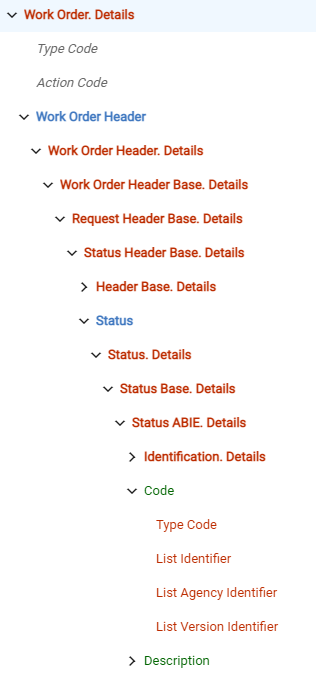 Work Order. Details
Type Code
Action Code
Work Order Header
Work Order Header. Details
Work Order Header Base. Details
Request Header Base. Details
Status Header Base. Details
Header Base. Details
Status
Status. Details
Status Base. Details
Status ABIE. Details
Identification. Details
Code
Type Code
List Identifier
List Agency Identifier
List Version Identifier
Description